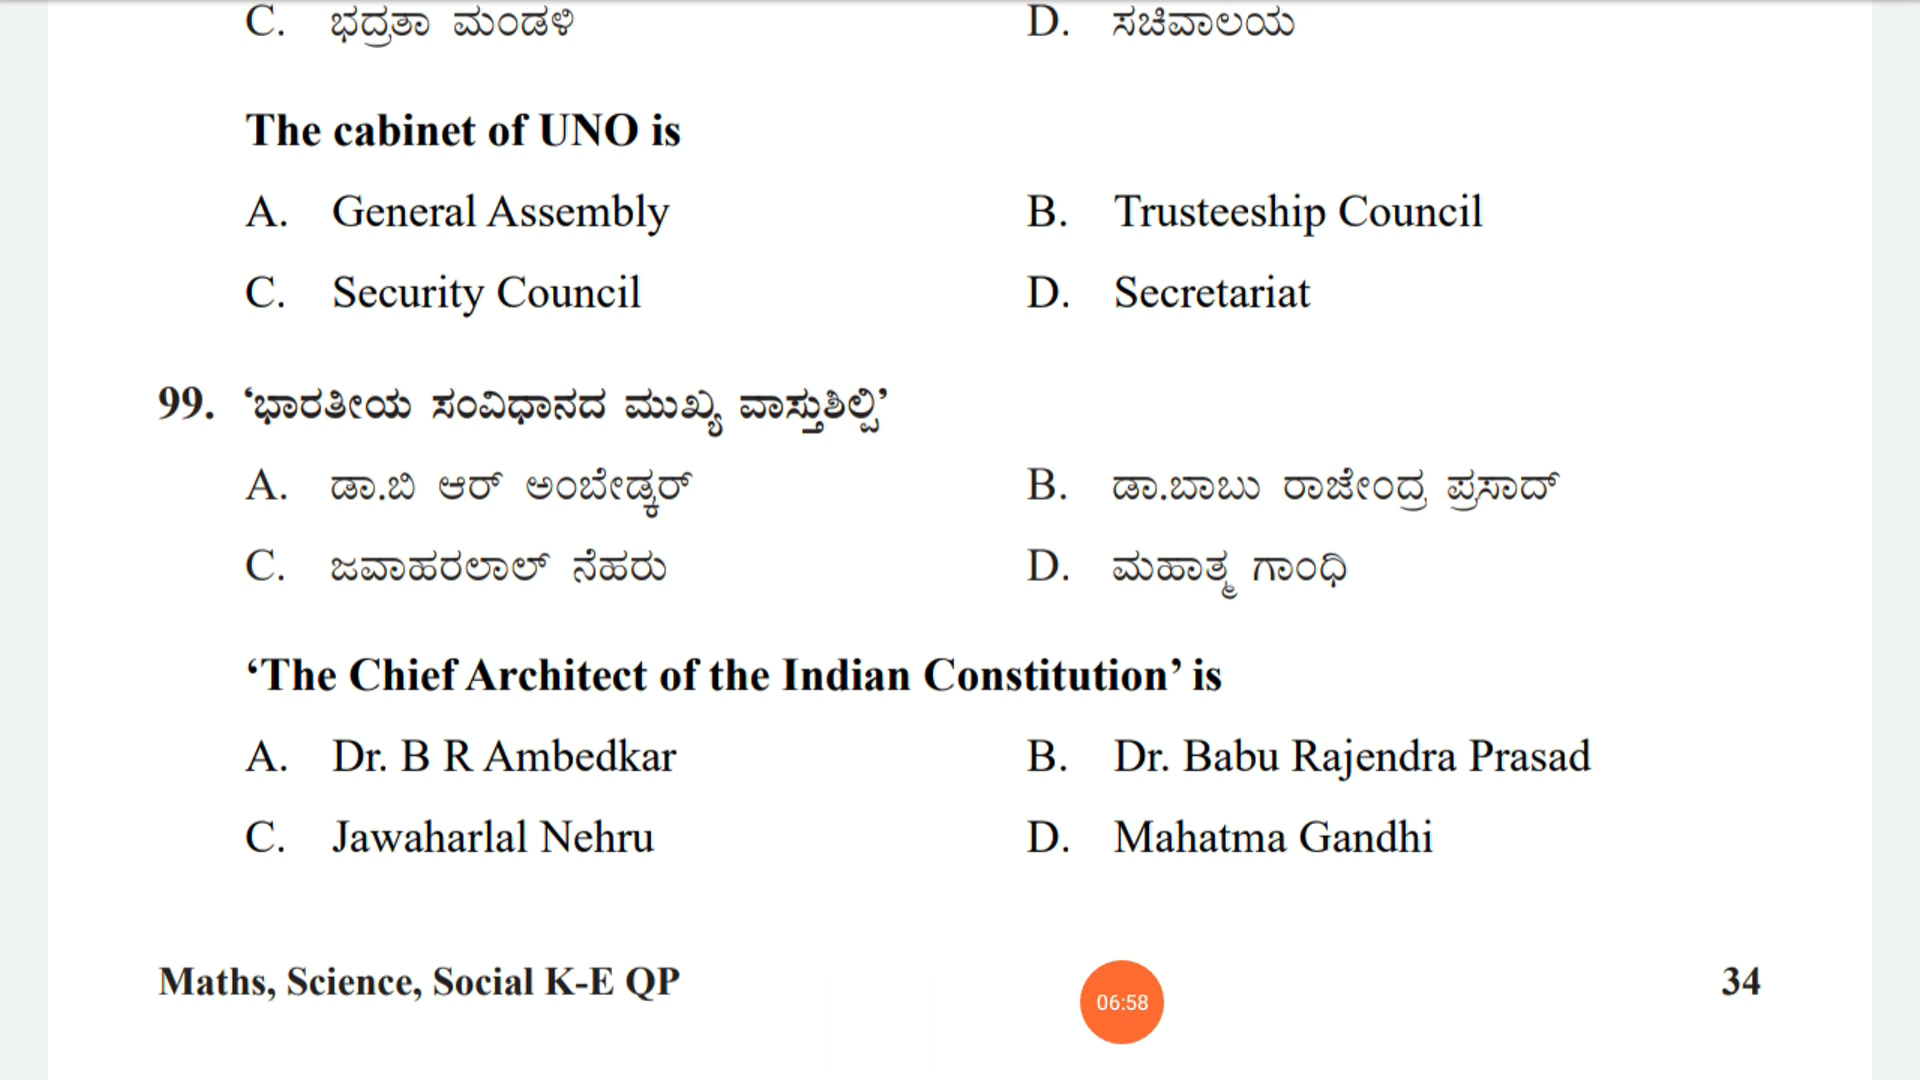 C. ಭದ್ರತಾ ಮಂಡಳಿ D. ಸಚಿವಾಲಯ
The cabinet of UNO is
A. General Assembly B. Trusteeship Council
C. Security Council D. Secretariat
99. ‘ಭಾರತೀಯ ಸಂವಿಧಾನದ ಮುಖ್ಯ ವಾಸ್ತುಶಿಲ್ಪಿ’
A. ಡಾ.ಬಿ ಆರ್ ಅಂಬೇಡ್ಕರ್ B. ಡಾ.ಬಾಬು ರಾಜೇಂದ್ರ ಪ್ರಸಾದ್
C. ಜವಾಹರಲಾಲ್ ನೆಹರು D. ಮಹಾತ್ಮ ಗಾಂಧಿ
‘The Chief Architect of the Indian Constitution’ is
A. Dr. B R Ambedkar B. Dr. Babu Rajendra Prasad
C. Jawaharlal Nehru D. Mahatma Gandhi
Maths, Science, Social K-E QP 06:58 34